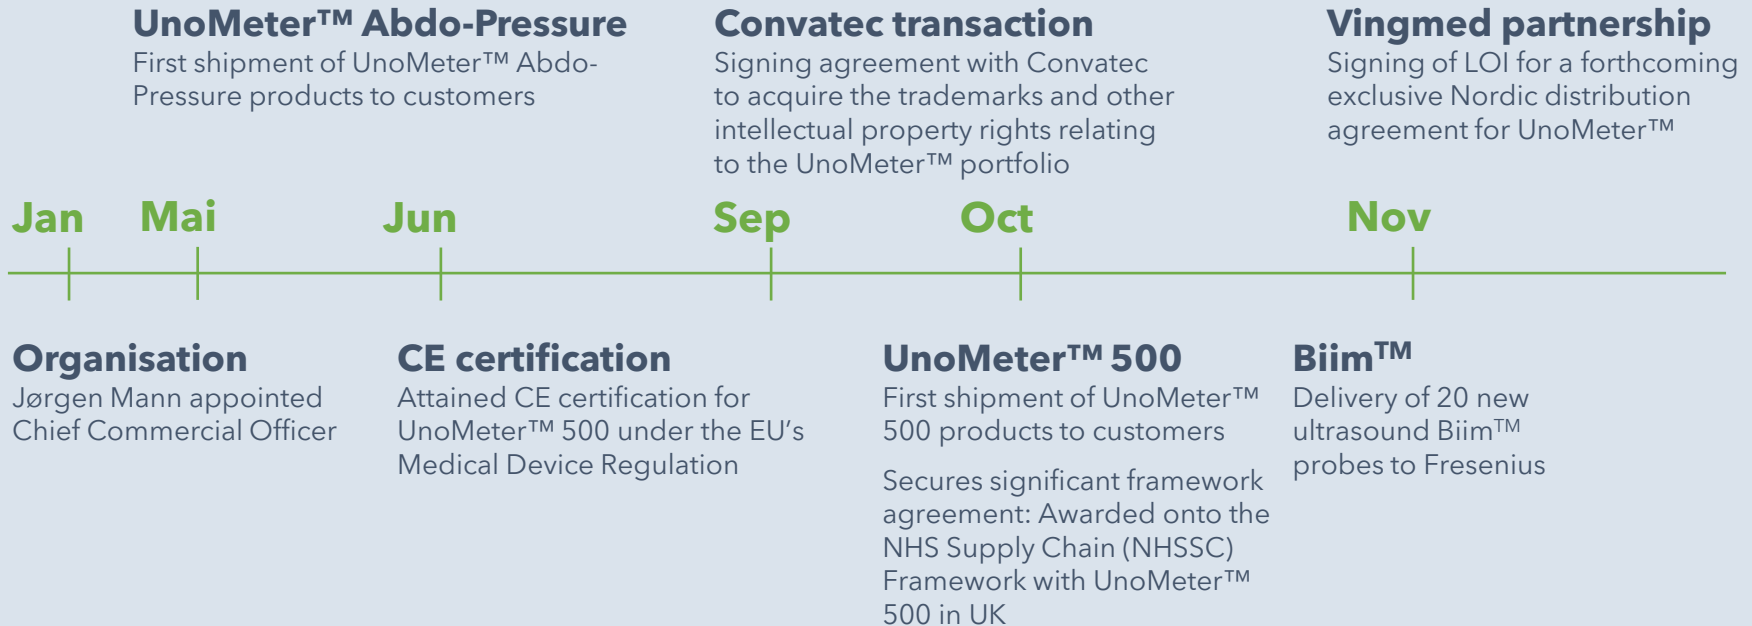 UnoMeter™ Abdo-Pressure
First shipment of UnoMeter™ Abdo-
Pressure products to customers
Convatec transaction
Signing agreement with Convatec
to acquire the trademarks and other
intellectual property rights relating
to the UnoMeter™ portfolio
Vingmed partnership
Signing of LOI for a forthcoming
exclusive Nordic distribution
agreement for UnoMeter™
Jan
Mai
Jun
Sep
Oct
Nov
Organisation
Jørgen Mann appointed
Chief Commercial Officer
CE certification
Attained CE certification for
UnoMeter™ 500 under the EU’s
Medical Device Regulation
UnoMeter™ 500
First shipment of UnoMeter™
500 products to customers
Secures significant framework
agreement: Awarded onto the
NHS Supply Chain (NHSSC)
Framework with UnoMeter™
500 in UK
Biim™
Delivery of 20 new
ultrasound Biim™
probes to Fresenius